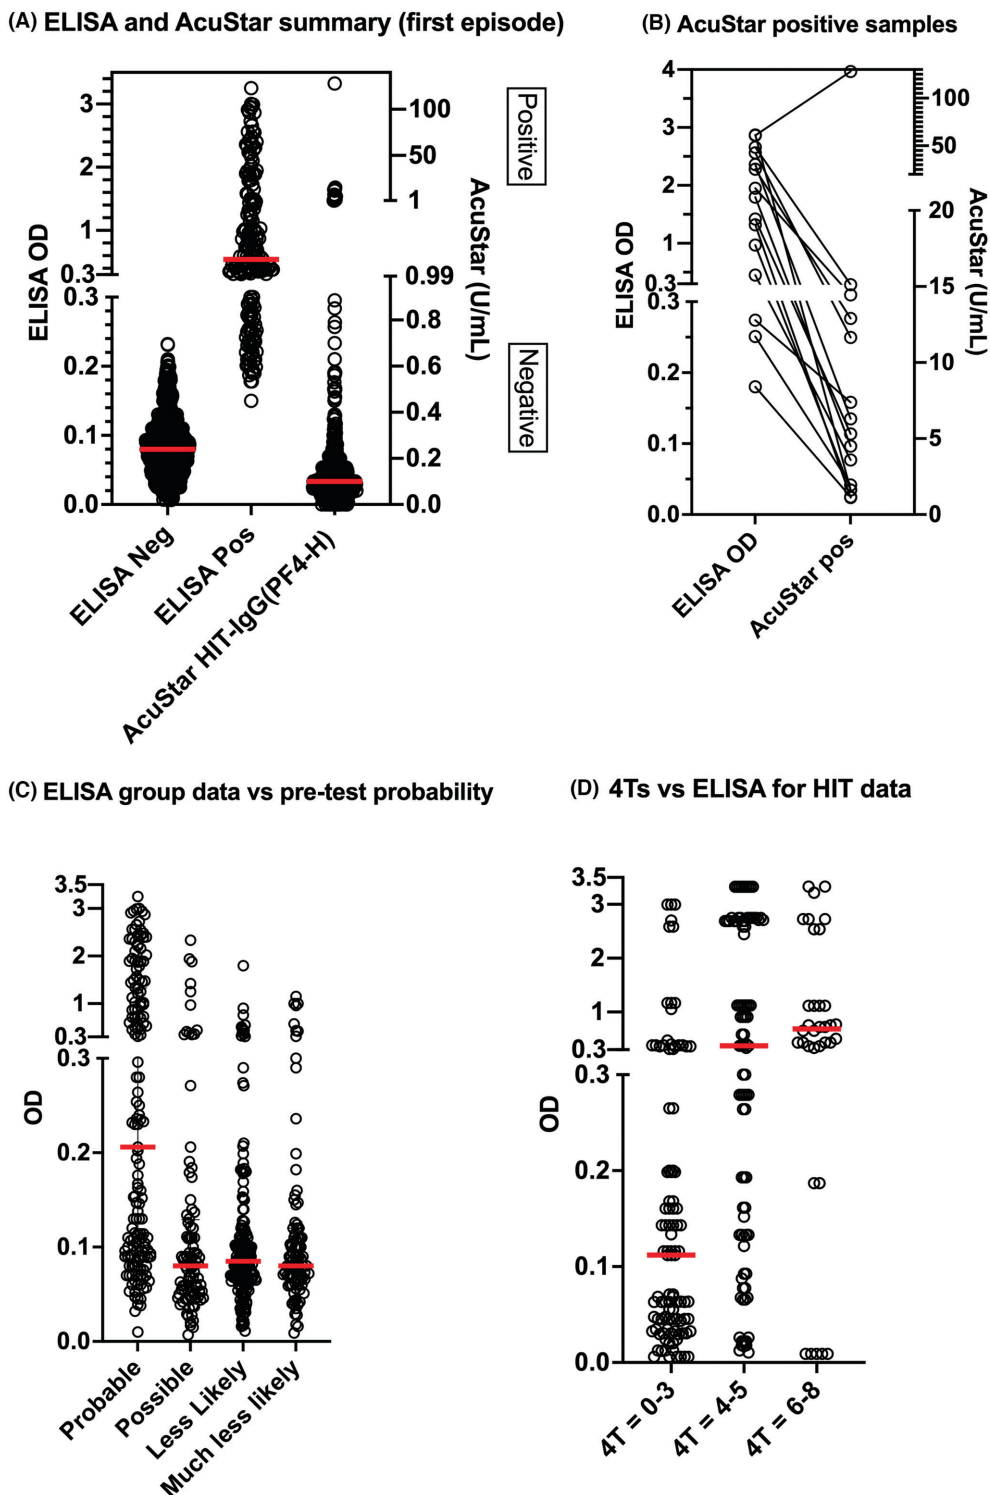 (A) ELISA and AcuStar summary (first episode)
3
2
1
0.3
0.3
0.2
0.1
0.0
ELISA OD
100
50
1
0.99
0.8
0.6
0.4
0.2
0.0
AcuStar (U/mL)
Positive
Negative
ELISA Neg
ELISA Pos
AcuStar HIT-IgG(PF4-H)
(B) AcuStar positive samples
4
3
2
1
0.3
0.3
0.2
0.1
0.0
ELISA OD
100
50
20
15
10
5
0
AcuStar (U/mL)
ELISA OD
AcuStar pos
(C) ELISA group data vs pre-test probability
3.5
3
2
1
0.3
0.3
0.2
0.1
0.0
OD
Probable
Possible
Less Likely
Much less likely
(D) 4Ts vs ELISA for HIT data
3.5
3
2
1
0.3
0.3
0.2
0.1
0.0
OD
4T = 0-3
4T = 4-5
4T = 6-8